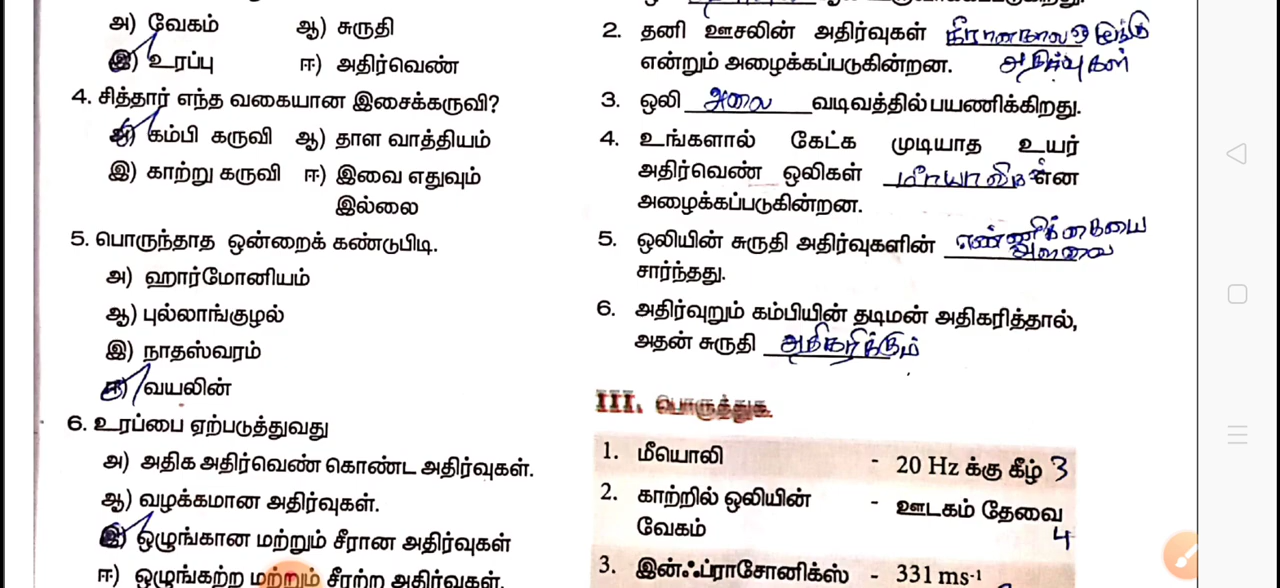 அ) வேகம் ஆ) சுருதி
இ) உரப்பு ஈ) அதிர்வெண்
4. சித்தார் எந்த வகையான இசைக்கருவி?
அ) கம்பி கருவி ஆ) தாள வாத்தியம்
இ) காற்று கருவி ஈ) இவை எதுவும்
இல்லை
5. பொருந்தாத ஒன்றைக் கண்டுபிடி.
அ) ஹார்மோனியம்
ஆ) புல்லாங்குழல்
இ) நாதஸ்வரம்
ஈ) வயலின்
6. உரப்பை ஏற்படுத்துவது
அ) அதிக அதிர்வெண் கொண்ட அதிர்வுகள்.
ஆ) வழக்கமான அதிர்வுகள்.
இ) ஒழுங்கான மற்றும் சீரான அதிர்வுகள்
ஈ) ஒழுங்கற்ற மற்றும் சீரற்ற அதிர்வுகள்.
2. தனி ஊசலின் அதிர்வுகள்
என்றும் அழைக்கப்படுகின்றன. அதிர்வுகள்
3. ஒலி அலை வடிவத்தில் பயணிக்கிறது.
4. உங்களால் கேட்க முடியாத உயர்
அதிர்வெண் ஒலிகள் மீயொலி என
அழைக்கப்படுகின்றன.
5. ஒலியின் சுருதி அதிர்வுகளின் எண்ணிக்கையை
அளவை
சார்ந்தது.
6. அதிர்வுறும் கம்பியின் தடிமன் அதிகரித்தால்,
அதன் சுருதி அதிகரிக்கும்
III. பொருத்துக.
1. மீயொலி - 20 Hz க்கு கீழ் 3
2. காற்றில் ஒலியின் - ஊடகம் தேவை
வேகம் 4
3. இன்ஃப்ராசோனிக்ஸ் - 331 ms-1